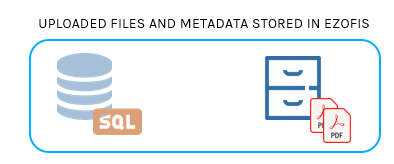 UPLOADED FILES AND METADATA STORED IN EZOFIS
SQL
PDF